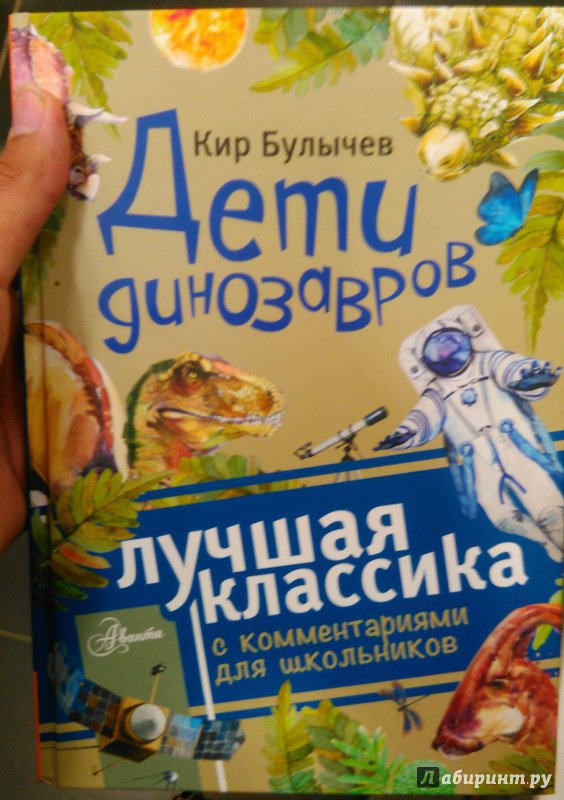 Кир Булычев
Дети
динозавров
лучшая
классика
с комментариями
для школьников
Аванта
Лабиринт.ру